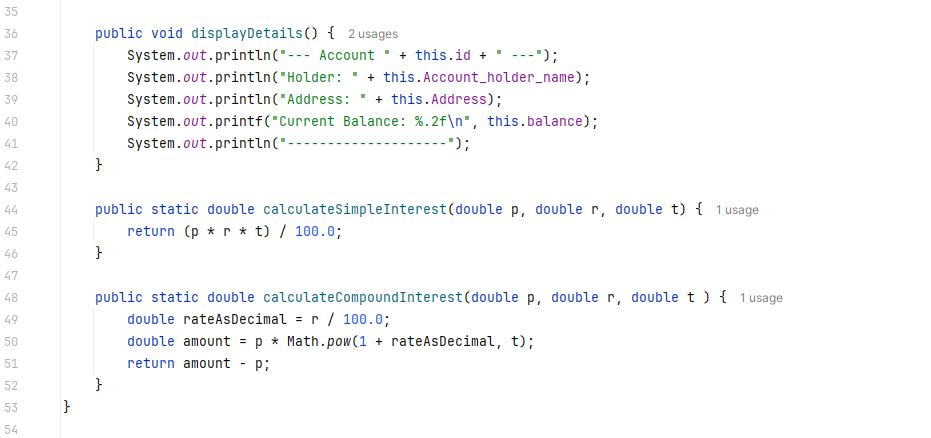 35
36 public void displayDetails() { 2 usages
37 System.out.println("--- Account " + this.id + " ---");
38 System.out.println("Holder: " + this.Account_holder_name);
39 System.out.println("Address: " + this.Address);
40 System.out.printf("Current Balance: %.2f\n", this.balance);
41 System.out.println("--------------------");
42 }
43
44 public static double calculateSimpleInterest(double p, double r, double t) { 1 usage
45 return (p * r * t) / 100.0;
46 }
47
48 public static double calculateCompoundInterest(double p, double r, double t ) { 1 usage
49 double rateAsDecimal = r / 100.0;
50 double amount = p * Math.pow(1 + rateAsDecimal, t);
51 return amount - p;
52 }
53 }
54